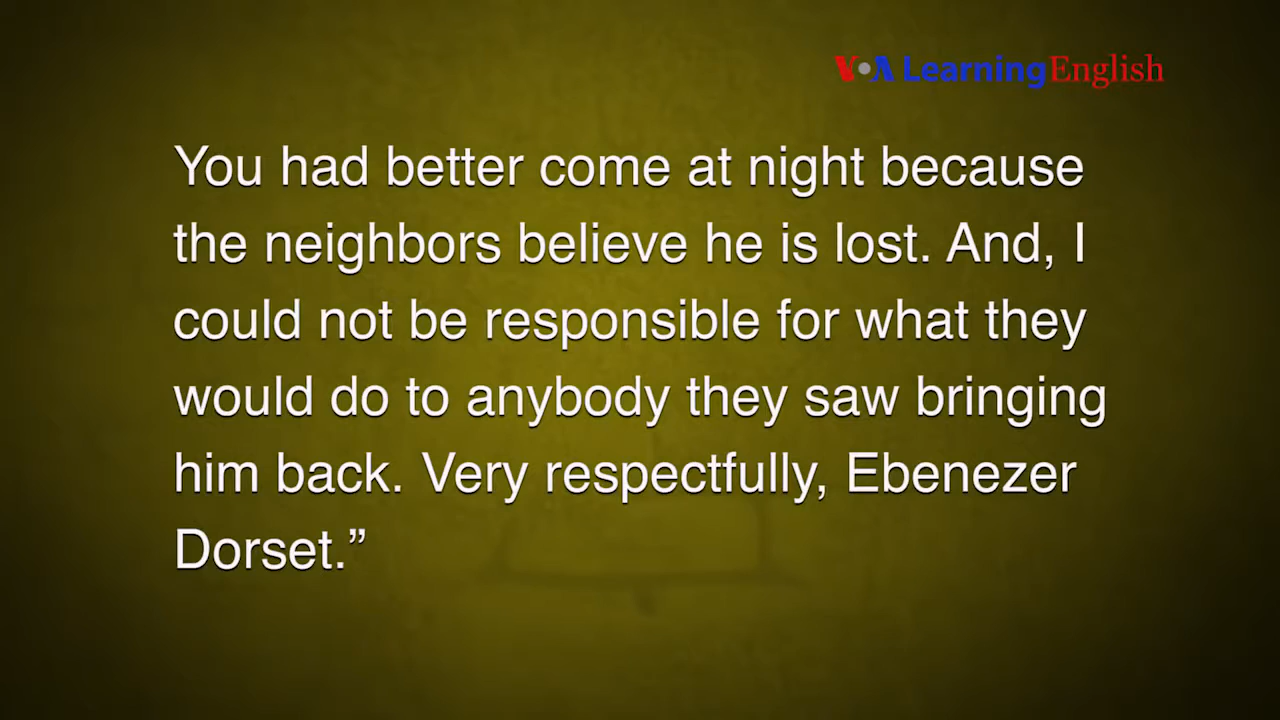 VOA Learning English
You had better come at night because
the neighbors believe he is lost. And, I
could not be responsible for what they
would do to anybody they saw bringing
him back. Very respectfully, Ebenezer
Dorset.”